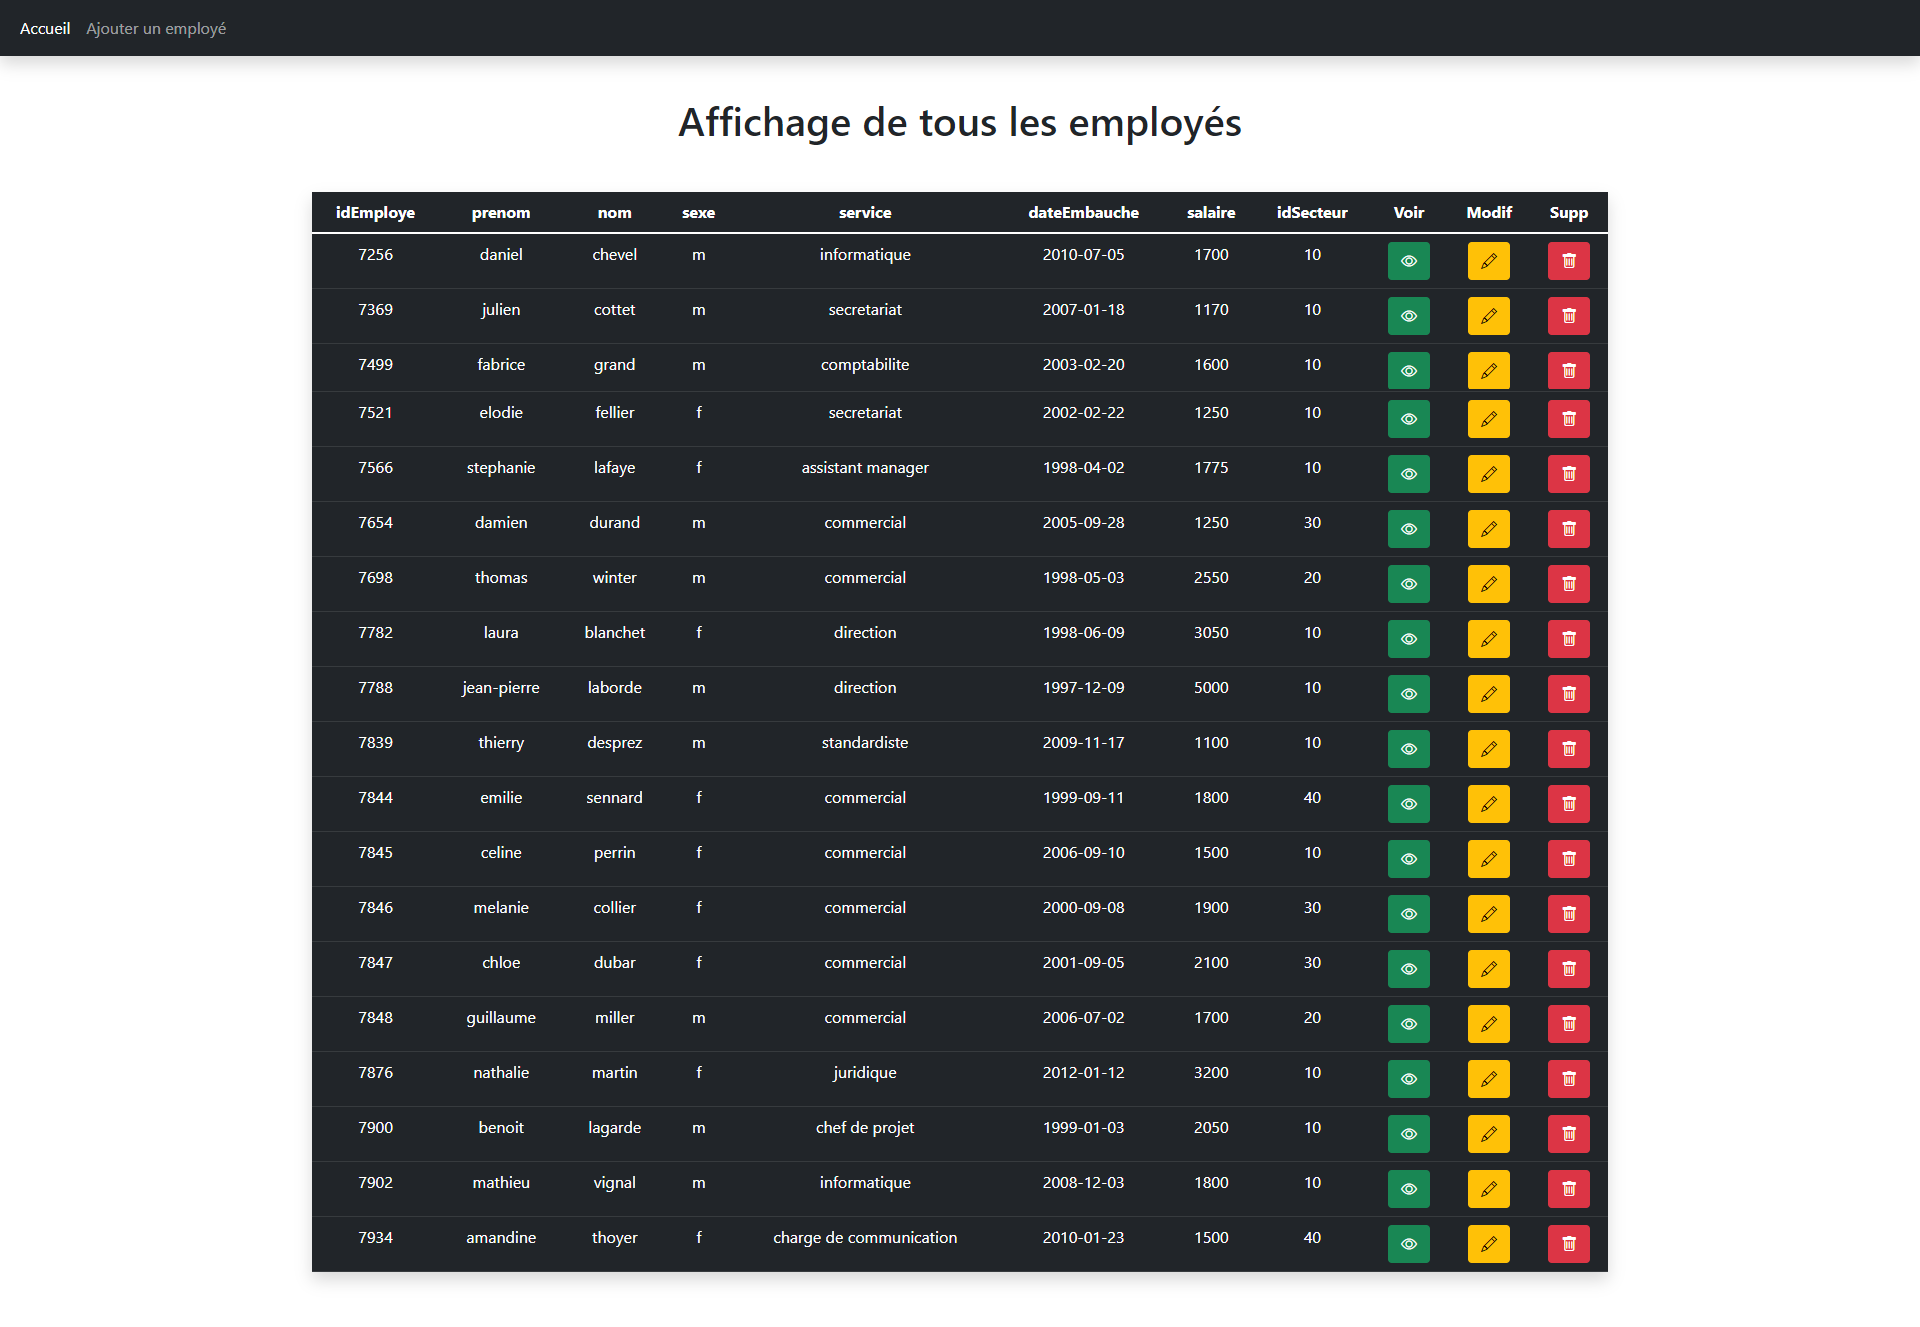 Accueil Ajouter un employé
Affichage de tous les employés
idEmploye prenom nom sexe service dateEmbauche salaire idSecteur Voir Modif Supp
7256 daniel chevel m informatique 2010-07-05 1700 10
7369 julien cottet m secretariat 2007-01-18 1170 10
7499 fabrice grand m comptabilite 2003-02-20 1600 10
7521 elodie fellier f secretariat 2002-02-22 1250 10
7566 stephanie lafaye f assistant manager 1998-04-02 1775 10
7654 damien durand m commercial 2005-09-28 1250 30
7698 thomas winter m commercial 1998-05-03 2550 20
7782 laura blanchet f direction 1998-06-09 3050 10
7788 jean-pierre laborde m direction 1997-12-09 5000 10
7839 thierry desprez m standardiste 2009-11-17 1100 10
7844 emilie sennard f commercial 1999-09-11 1800 40
7845 celine perrin f commercial 2006-09-10 1500 10
7846 melanie collier f commercial 2000-09-08 1900 30
7847 chloe dubar f commercial 2001-09-05 2100 30
7848 guillaume miller m commercial 2006-07-02 1700 20
7876 nathalie martin f juridique 2012-01-12 3200 10
7900 benoit lagarde m chef de projet 1999-01-03 2050 10
7902 mathieu vignal m informatique 2008-12-03 1800 10
7934 amandine thoyer f charge de communication 2010-01-23 1500 40